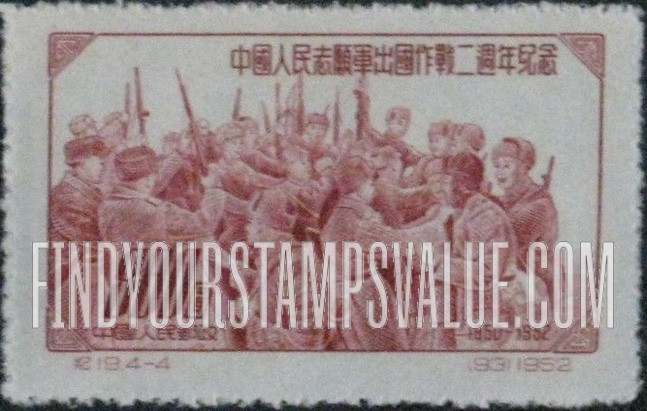 中國人民志願軍出國作戰二週年紀念
FINDYOURSTAMPSVALUE.COM
中國人民郵政
1950-1952
紀19.4-4
(93)1952